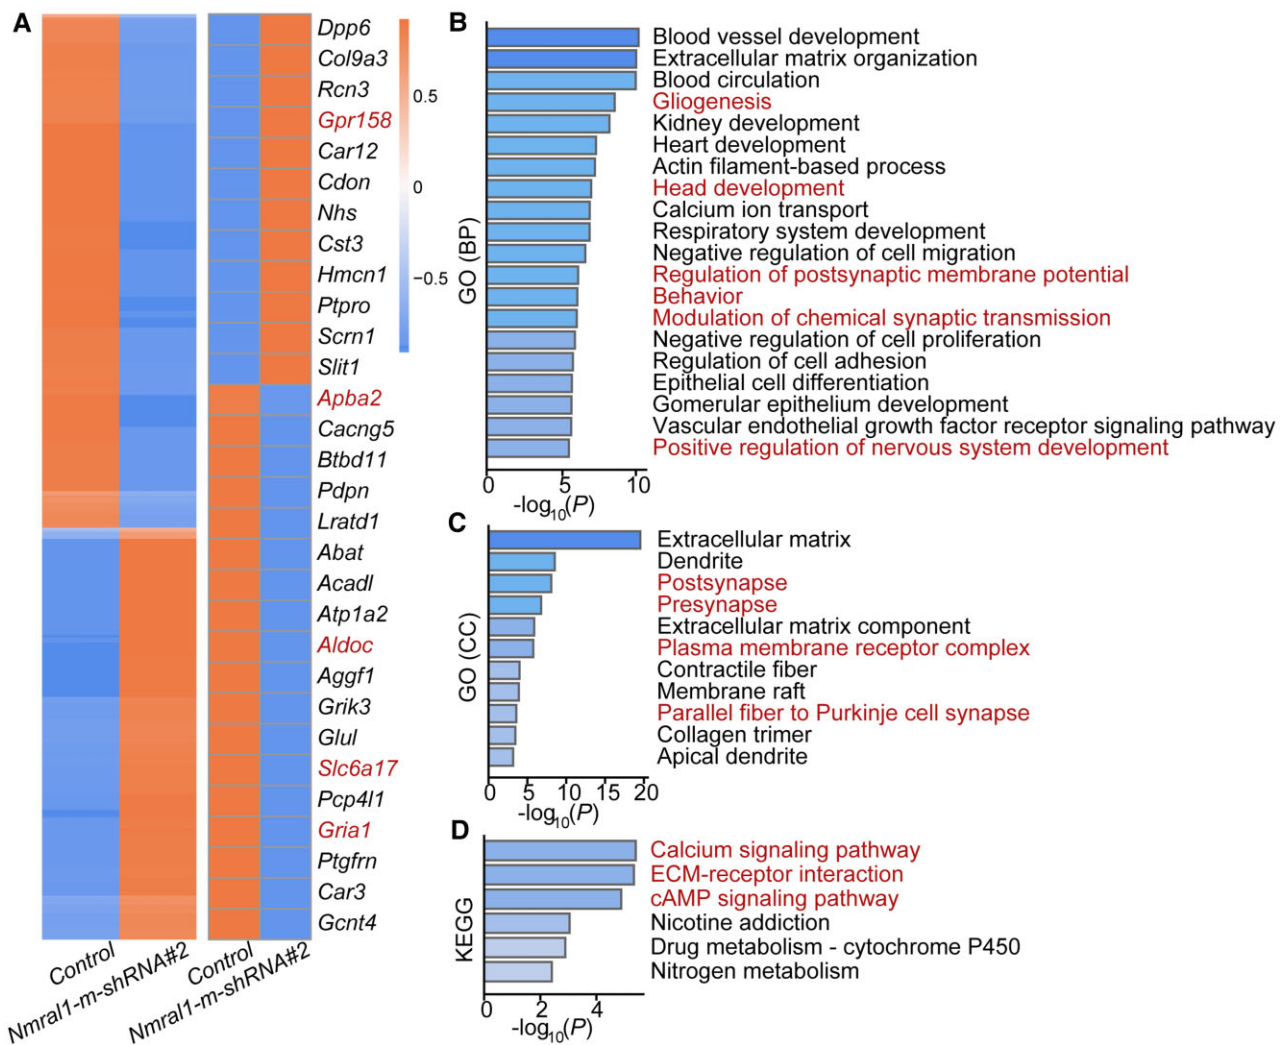 A
Dpp6
Col9a3
Rcn3
Gpr158
Car12
Cdon
Nhs
Cst3
Hmcn1
Ptpro
Scrn1
Slit1
Apba2
Cacng5
Btbd11
Pdpn
Lratd1
Abat
Acadl
Atp1a2
Aldoc
Aggf1
Grik3
Glul
Slc6a17
Pcp4l1
Gria1
Ptgfrn
Car3
Gcnt4
0.5
0
−0.5
Control
Nmral1-m-shRNA#2
Control
Nmral1-m-shRNA#2
B
GO (BP)
Blood vessel development
Extracellular matrix organization
Blood circulation
Gliogenesis
Kidney development
Heart development
Actin filament-based process
Head development
Calcium ion transport
Respiratory system development
Negative regulation of cell migration
Regulation of postsynaptic membrane potential
Behavior
Modulation of chemical synaptic transmission
Negative regulation of cell proliferation
Regulation of cell adhesion
Epithelial cell differentiation
Gomerular epithelium development
Vascular endothelial growth factor receptor signaling pathway
Positive regulation of nervous system development
0 5 10
-log10(P)
C
GO (CC)
Extracellular matrix
Dendrite
Postsynapse
Presynapse
Extracellular matrix component
Plasma membrane receptor complex
Contractile fiber
Membrane raft
Parallel fiber to Purkinje cell synapse
Collagen trimer
Apical dendrite
0 5 10 15 20
-log10(P)
D
KEGG
Calcium signaling pathway
ECM-receptor interaction
cAMP signaling pathway
Nicotine addiction
Drug metabolism - cytochrome P450
Nitrogen metabolism
0 2 4
-log10(P)